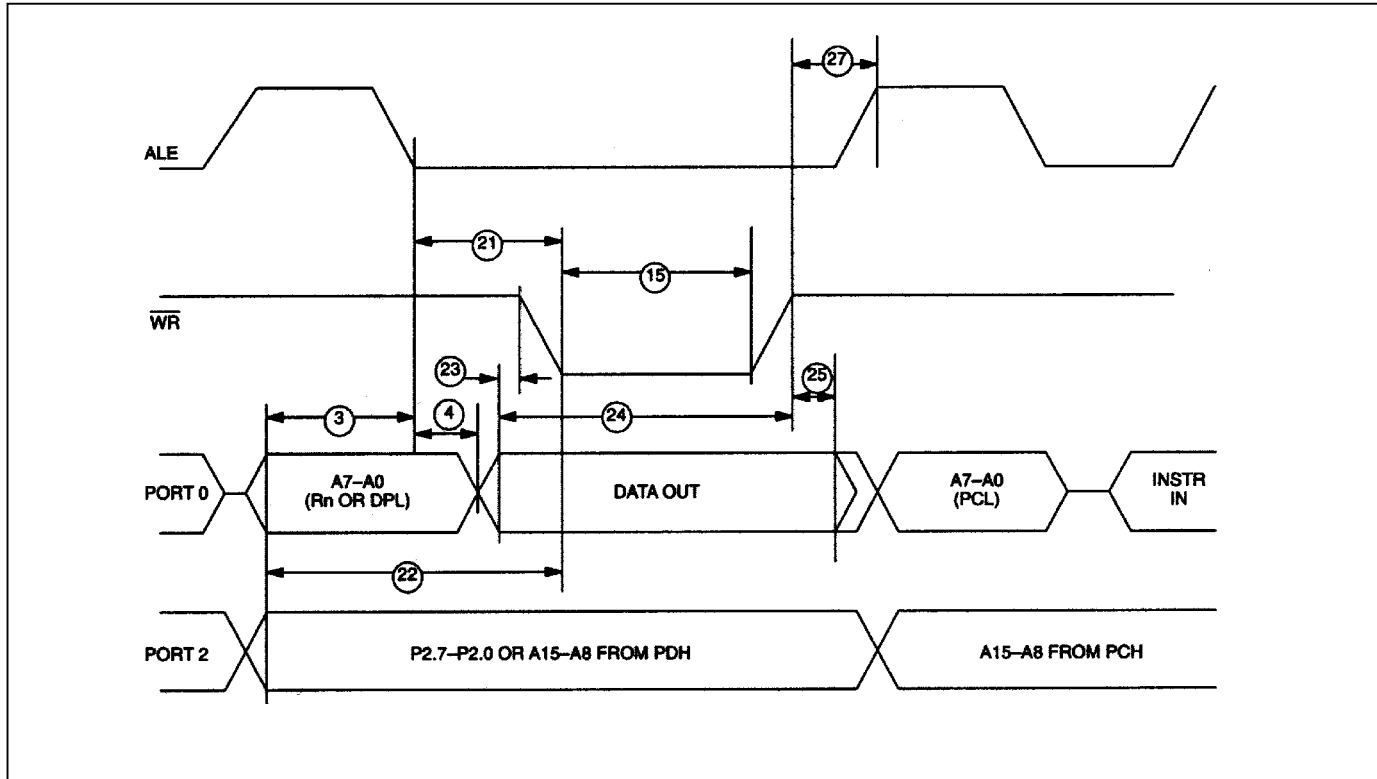 27
ALE
21
15
WR
23
25
3
4
24
PORT 0
A7–A0
(Rn OR DPL)
DATA OUT
A7–A0
(PCL)
INSTR
IN
22
PORT 2
P2.7–P2.0 OR A15–A8 FROM PDH
A15–A8 FROM PCH